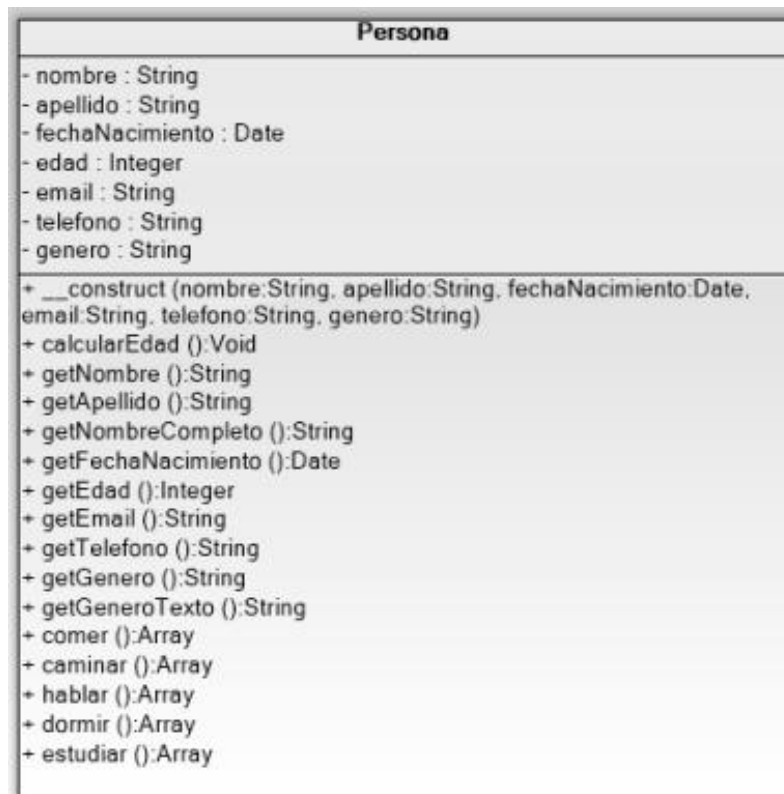 Persona
- nombre : String
- apellido : String
- fechaNacimiento : Date
- edad : Integer
- email : String
- telefono : String
- genero : String
+ __construct (nombre:String, apellido:String, fechaNacimiento:Date,
email:String, telefono:String, genero:String)
+ calcularEdad ():Void
+ getNombre ():String
+ getApellido ():String
+ getNombreCompleto ():String
+ getFechaNacimiento ():Date
+ getEdad ():Integer
+ getEmail ():String
+ getTelefono ():String
+ getGenero ():String
+ getGeneroTexto ():String
+ comer ():Array
+ caminar ():Array
+ hablar ():Array
+ dormir ():Array
+ estudiar ():Array